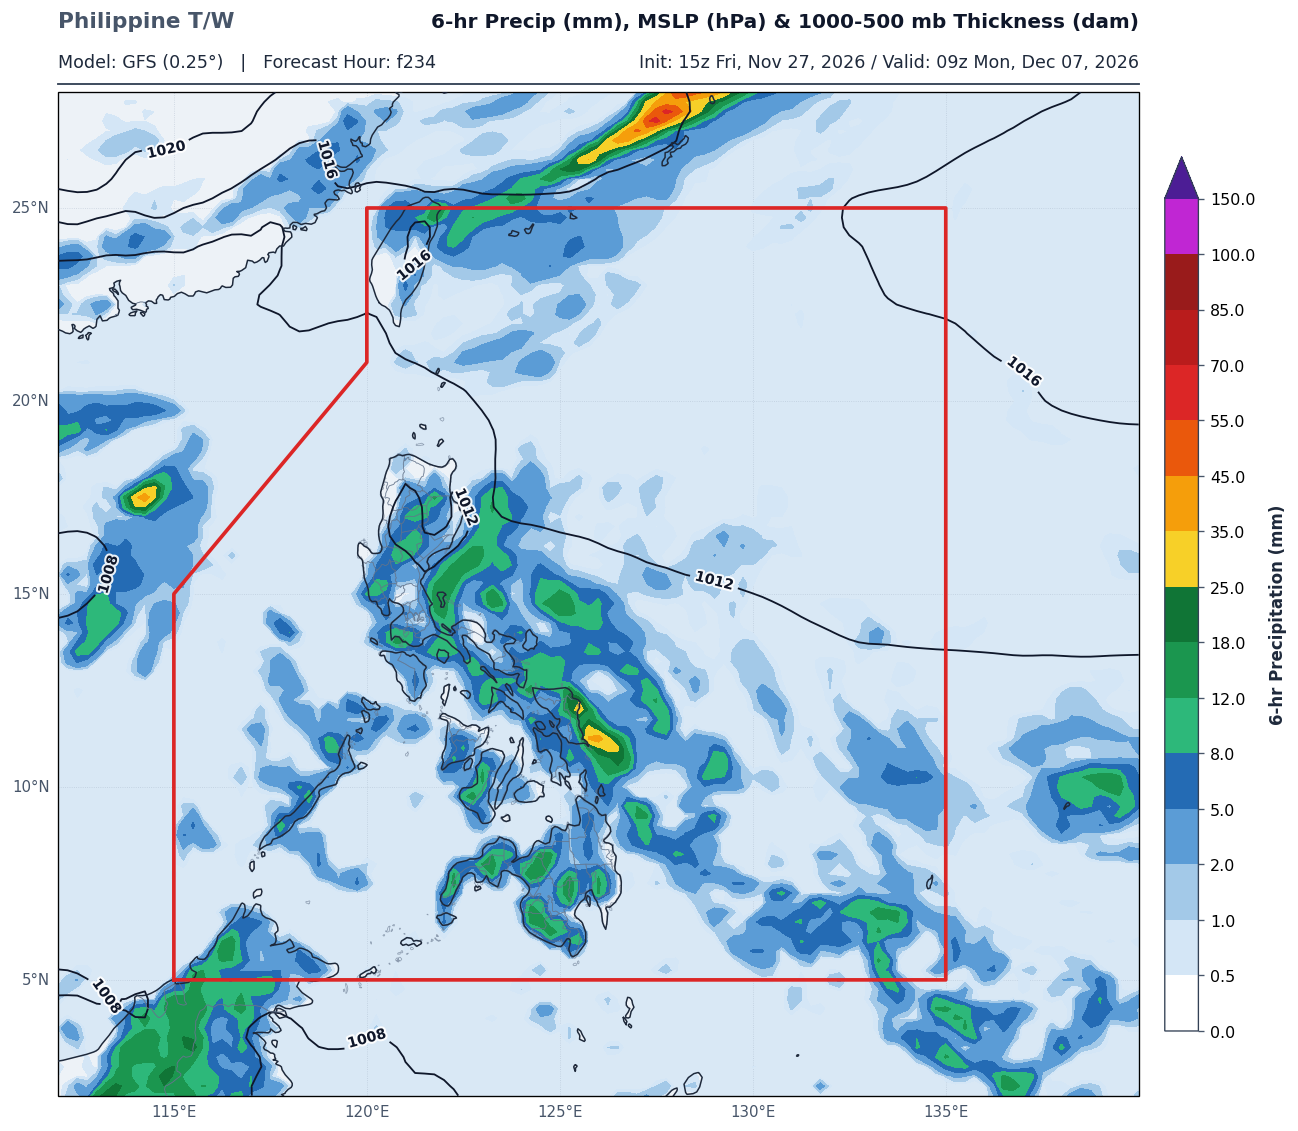 Philippine T/W
6-hr Precip (mm), MSLP (hPa) & 1000-500 mb Thickness (dam)
Model: GFS (0.25°) | Forecast Hour: f234
Init: 15z Fri, Nov 27, 2026 / Valid: 09z Mon, Dec 07, 2026
1020
1016
1016
1016
1012
1012
1008
1008
1008
25°N
20°N
15°N
10°N
5°N
115°E
120°E
125°E
130°E
135°E
150.0
100.0
85.0
70.0
55.0
45.0
35.0
25.0
18.0
12.0
8.0
5.0
2.0
1.0
0.5
0.0
6-hr Precipitation (mm)